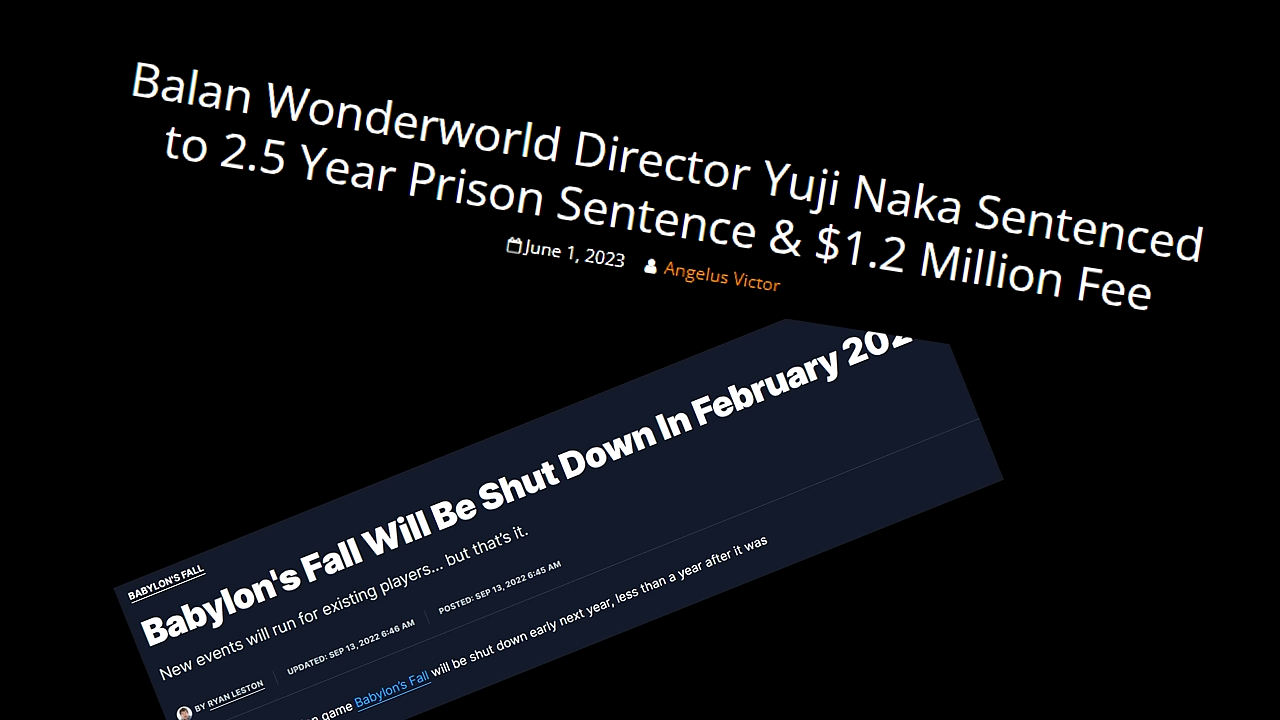 Balan Wonderworld Director Yuji Naka Sentenced
to 2.5 Year Prison Sentence & $1.2 Million Fee
June 1, 2023 Angelus Victor
BABYLON'S FALL
Babylon's Fall Will Be Shut Down In February
New events will run for existing players... but that's it.
BY RYAN LESTON UPDATED: SEP 13, 2022 6:46 AM POSTED: SEP 13, 2022 6:45 AM
game Babylon's Fall will be shut down early next year, less than a year after it was